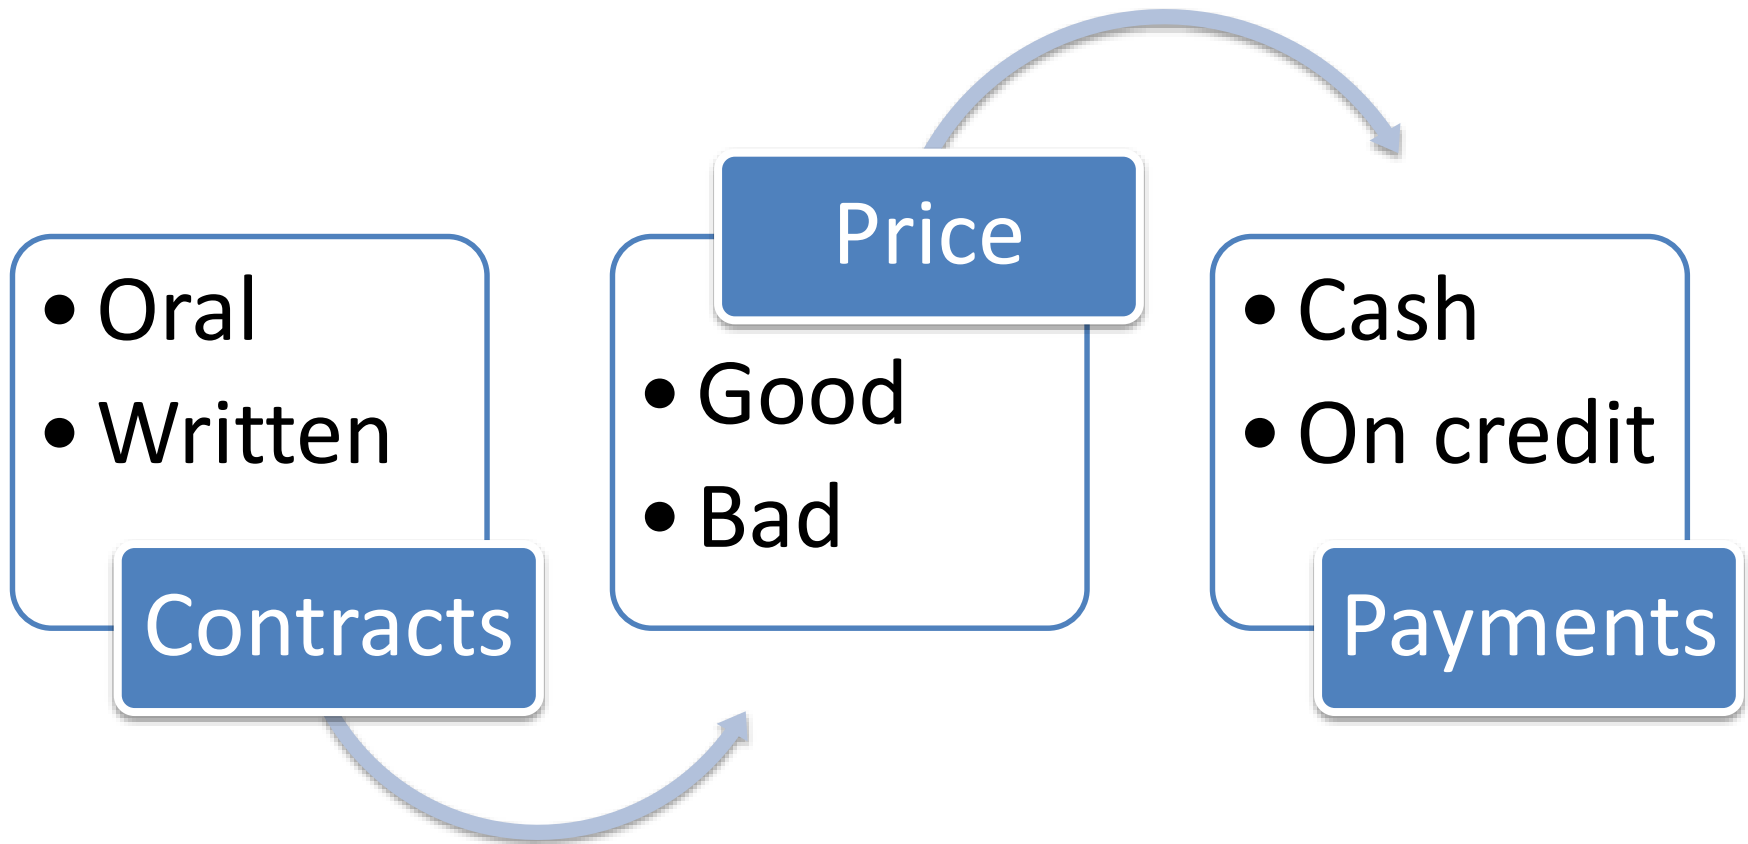 • Oral
• Written
Contracts
Price
• Good
• Bad
• Cash
• On credit
Payments